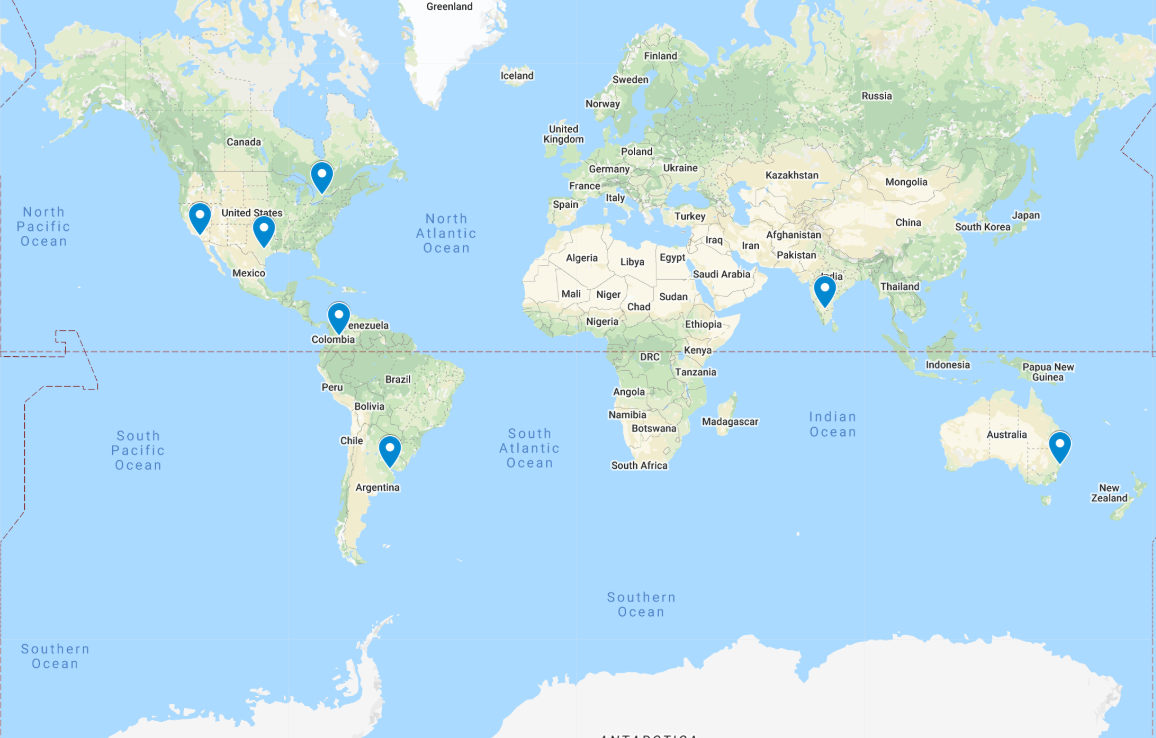 Greenland
Finland
Iceland
Sweden
Russia
Norway
United
Kingdom
Canada
Poland
Ukraine
Germany
Kazakhstan
Mongolia
France
Italy
Spain
United States
North
Pacific
Ocean
North
Atlantic
Ocean
Turkey
Japan
China
South Korea
Afghanistan
Iraq
Iran
Pakistan
Algeria
Libya
Egypt
Mexico
Saudi Arabia
India
Thailand
Mali
Niger
Chad
Sudan
Nigeria
Ethiopia
enezuela
Colombia
Kenya
DRC
Indonesia
Tanzania
Papua New
Guinea
Peru
Brazil
Angola
Bolivia
Namibia
Botswana
Madagascar
Indian
Ocean
Chile
Australia
South
Pacific
Ocean
South
Atlantic
Ocean
South Africa
Argentina
New
Zealand
Southern
Ocean
Southern
Ocean
ANTARCTICA